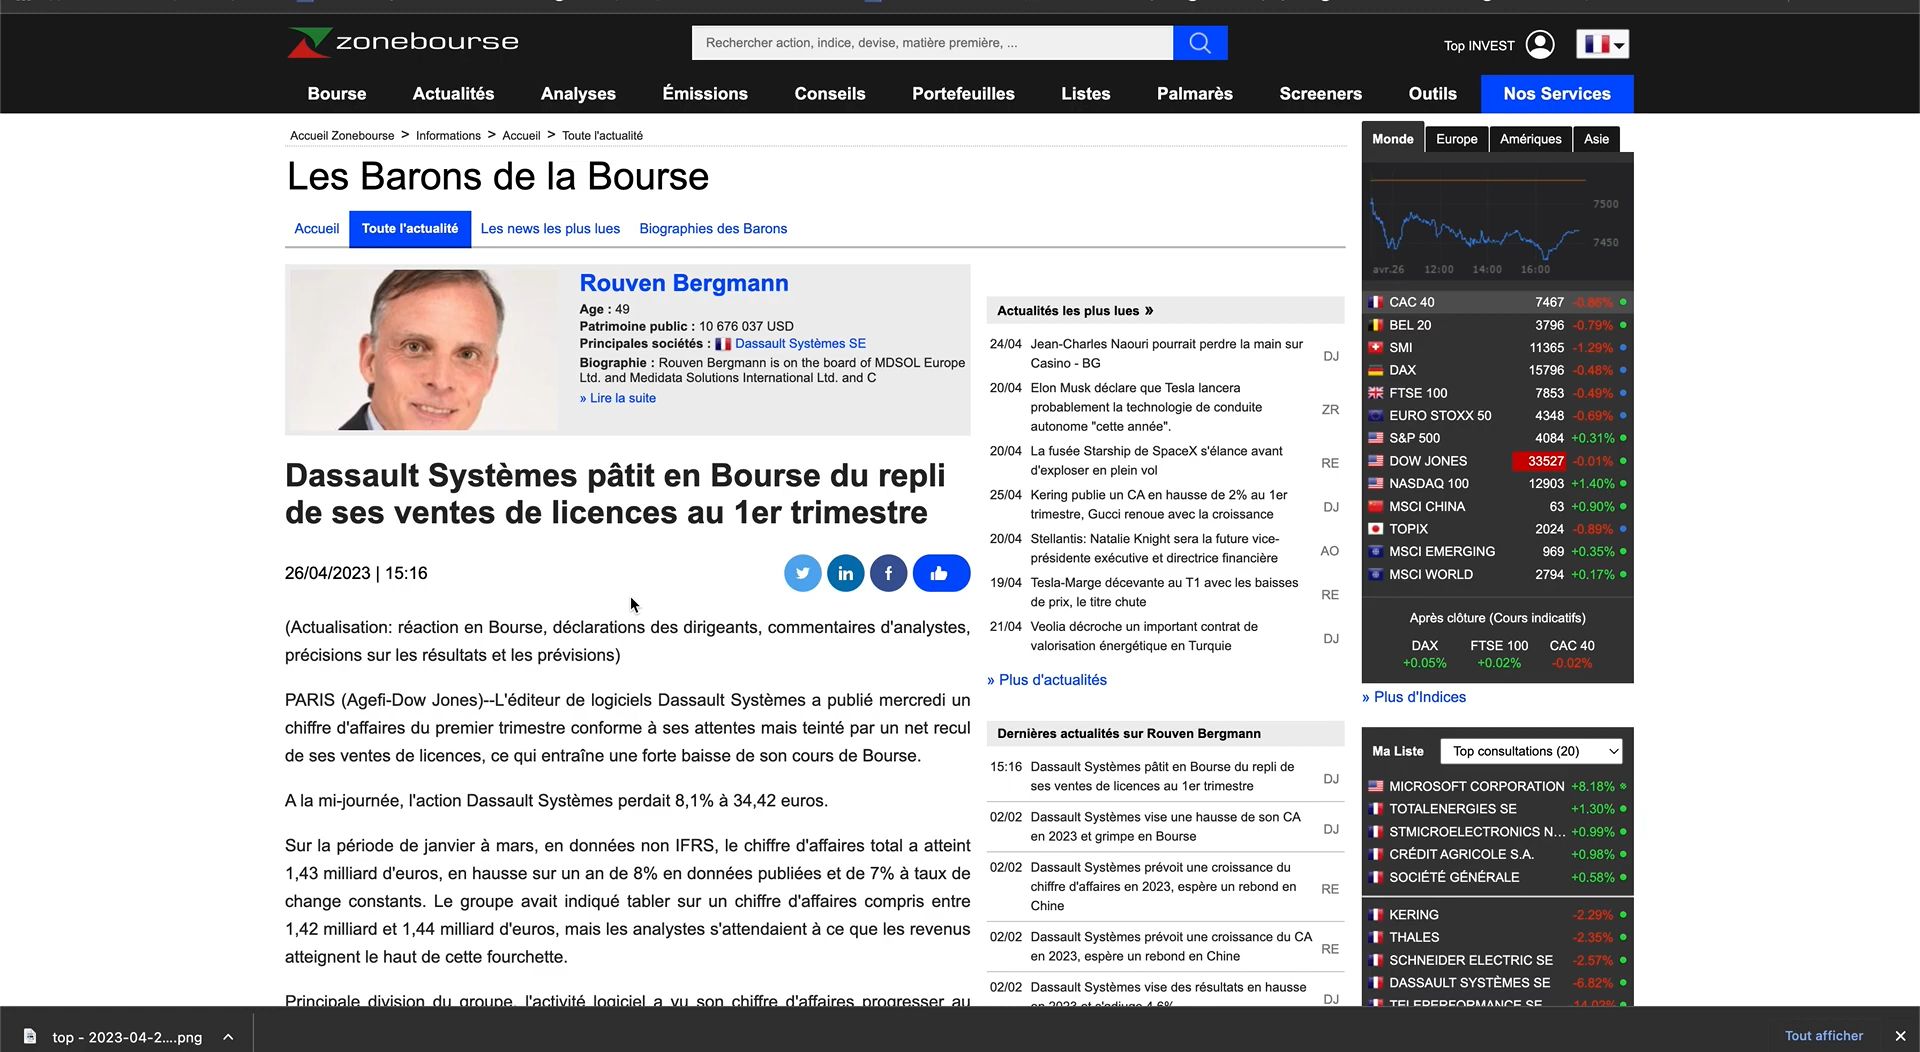 zonebourse
Rechercher action, indice, devise, matière première, ...
Top INVEST
Bourse Actualités Analyses Émissions Conseils Portefeuilles Listes Palmarès Screeners Outils Nos Services
Accueil Zonebourse > Informations > Accueil > Toute l'actualité
Les Barons de la Bourse
Accueil Toute l'actualité Les news les plus lues Biographies des Barons
Rouven Bergmann
Age : 49
Patrimoine public : 10 676 037 USD
Principales sociétés : Dassault Systèmes SE
Biographie : Rouven Bergmann is on the board of MDSOL Europe
Ltd. and Medidata Solutions International Ltd. and C
» Lire la suite
Dassault Systèmes pâtit en Bourse du repli
de ses ventes de licences au 1er trimestre
26/04/2023 | 15:16
(Actualisation: réaction en Bourse, déclarations des dirigeants, commentaires d'analystes,
précisions sur les résultats et les prévisions)
PARIS (Agefi-Dow Jones)--L'éditeur de logiciels Dassault Systèmes a publié mercredi un
chiffre d'affaires du premier trimestre conforme à ses attentes mais teinté par un net recul
de ses ventes de licences, ce qui entraîne une forte baisse de son cours de Bourse.
A la mi-journée, l'action Dassault Systèmes perdait 8,1% à 34,42 euros.
Sur la période de janvier à mars, en données non IFRS, le chiffre d'affaires total a atteint
1,43 milliard d'euros, en hausse sur un an de 8% en données publiées et de 7% à taux de
change constants. Le groupe avait indiqué tabler sur un chiffre d'affaires compris entre
1,42 milliard et 1,44 milliard d'euros, mais les analystes s'attendaient à ce que les revenus
atteignent le haut de cette fourchette.
Principale division du groupe, l'activité logiciel a vu son chiffre d'affaires progresser au
Actualités les plus lues »
24/04 Jean-Charles Naouri pourrait perdre la main sur
Casino - BG DJ
20/04 Elon Musk déclare que Tesla lancera
probablement la technologie de conduite ZR
autonome "cette année".
20/04 La fusée Starship de SpaceX s'élance avant
d'exploser en plein vol RE
25/04 Kering publie un CA en hausse de 2% au 1er
trimestre, Gucci renoue avec la croissance DJ
20/04 Stellantis: Natalie Knight sera la future vice-
présidente exécutive et directrice financière AO
19/04 Tesla-Marge décevante au T1 avec les baisses
de prix, le titre chute RE
21/04 Veolia décroche un important contrat de
valorisation énergétique en Turquie DJ
» Plus d'actualités
Dernières actualités sur Rouven Bergmann
15:16 Dassault Systèmes pâtit en Bourse du repli de
ses ventes de licences au 1er trimestre DJ
02/02 Dassault Systèmes vise une hausse de son CA
en 2023 et grimpe en Bourse DJ
02/02 Dassault Systèmes prévoit une croissance du
chiffre d'affaires en 2023, espère un rebond en RE
Chine
02/02 Dassault Systèmes prévoit une croissance du CA
en 2023, espère un rebond en Chine RE
02/02 Dassault Systèmes vise des résultats en hausse
en 2023 et s'adjuge 4,6% DJ
Monde Europe Amériques Asie
7500
7450
avr.26 12:00 14:00 16:00
CAC 40 7467 -0.86%
BEL 20 3796 -0.79%
SMI 11365 -1.29%
DAX 15796 -0.48%
FTSE 100 7853 -0.49%
EURO STOXX 50 4348 -0.69%
S&P 500 4084 +0.31%
DOW JONES 33527 -0.01%
NASDAQ 100 12903 +1.40%
MSCI CHINA 63 +0.90%
TOPIX 2024 -0.89%
MSCI EMERGING 969 +0.35%
MSCI WORLD 2794 +0.17%
Après clôture (Cours indicatifs)
DAX FTSE 100 CAC 40
+0.05% +0.02% -0.02%
» Plus d'Indices
Ma Liste Top consultations (20)
MICROSOFT CORPORATION +8.18%
TOTALENERGIES SE +1.30%
STMICROELECTRONICS N... +0.99%
CRÉDIT AGRICOLE S.A. +0.98%
SOCIÉTÉ GÉNÉRALE +0.58%
KERING -2.29%
THALES -2.35%
SCHNEIDER ELECTRIC SE -2.57%
DASSAULT SYSTÈMES SE -6.82%
TELEPERFORMANCE SE -14.02%
top - 2023-04-2....png
Tout afficher